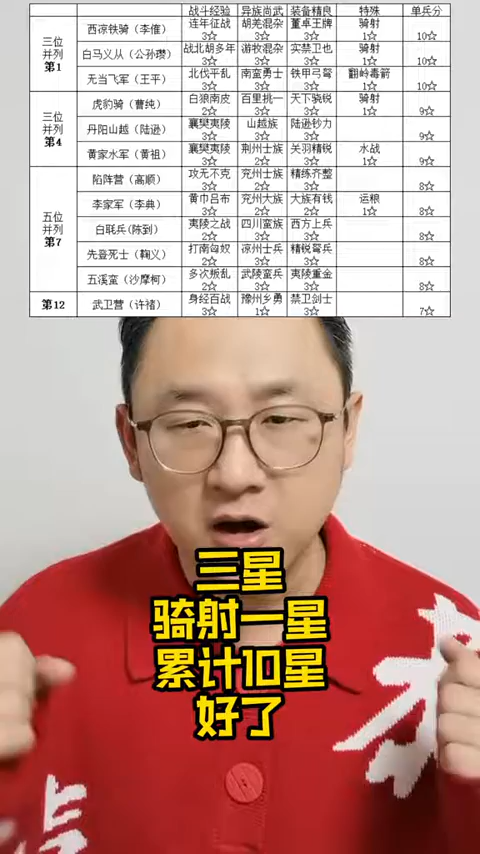 战斗经验 异族尚武 装备精良 特殊 单兵分
三位并列第1
西凉铁骑（李傕） 连年征战3☆ 胡羌混杂3☆ 董卓王牌3☆ 骑射1☆ 10☆
白马义从（公孙瓒） 战北胡多年3☆ 游牧混杂3☆ 实禁卫也3☆ 骑射1☆ 10☆
无当飞军（王平） 北伐平乱3☆ 南蛮勇士3☆ 铁甲弓弩3☆ 翻岭毒箭1☆ 10☆
三位并列第4
虎豹骑（曹纯） 白狼南皮2☆ 百里挑一3☆ 天下骁锐3☆ 骑射1☆ 9☆
丹阳山越（陆逊） 襄樊夷陵3☆ 山越族3☆ 陆逊钞力3☆ 9☆
黄家水军（黄祖） 襄樊夷陵3☆ 荆州士族2☆ 关羽精锐3☆ 水战1☆ 9☆
五位并列第7
陷阵营（高顺） 攻无不克3☆ 兖州士族2☆ 精练齐整3☆ 8☆
李家军（李典） 黄巾吕布3☆ 兖州大族2☆ 大族有钱2☆ 运粮1☆ 8☆
白毦兵(陈到) 夷陵之战2☆ 四川蛮族3☆ 西方上兵3☆ 8☆
先登死士（鞠义） 打南匈奴2☆ 凉州士兵3☆ 精锐弩兵3☆ 8☆
五溪蛮（沙摩柯） 多次叛乱2☆ 武陵蛮兵3☆ 夷陵重金3☆ 8☆
第12 武卫营（许褚） 身经百战3☆ 豫州乡勇1☆ 禁卫剑士3☆ 7☆
三星
骑射一星
累计10星
好了